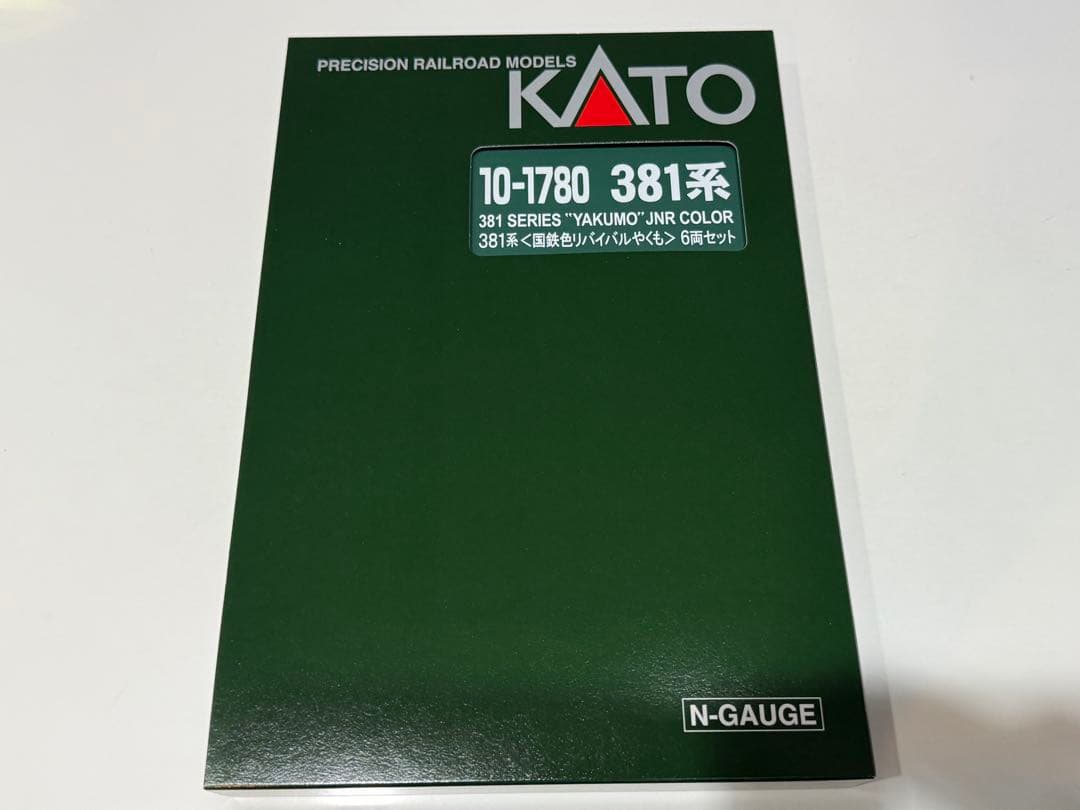 PRECISION RAILROAD MODELS
KATO
10-1780 381系
381 SERIES "YAKUMO" JNR COLOR
381系<国鉄色リバイバルやくも> 6両セット
N-GAUGE